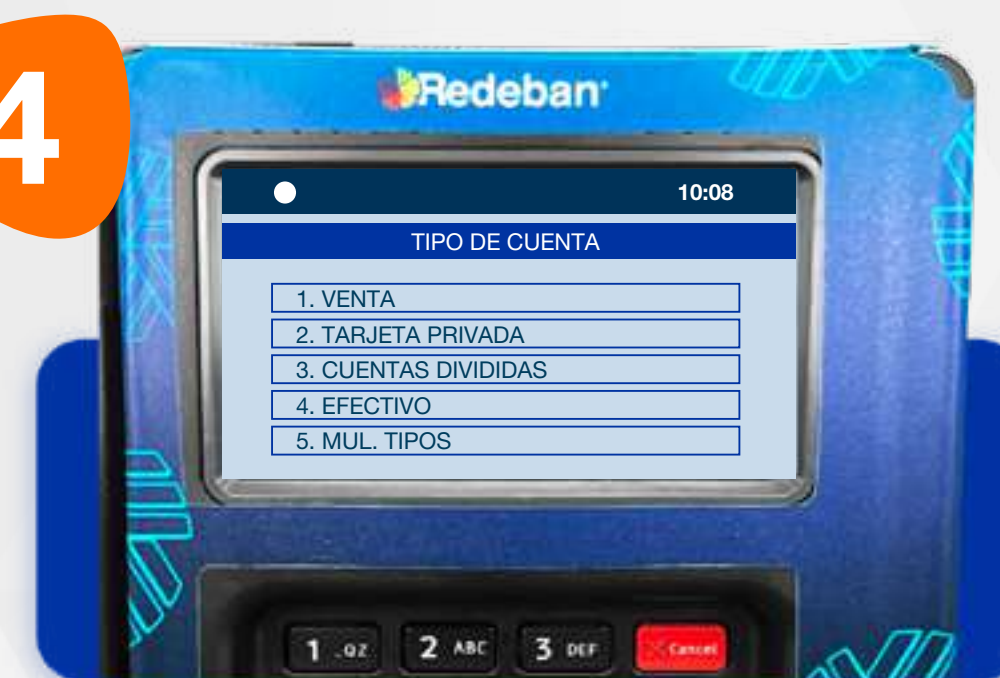 4
Redeban
10:08
TIPO DE CUENTA
1. VENTA
2. TARJETA PRIVADA
3. CUENTAS DIVIDIDAS
4. EFECTIVO
5. MUL. TIPOS
1 .QZ 2 ABC 3 DEF Cancel